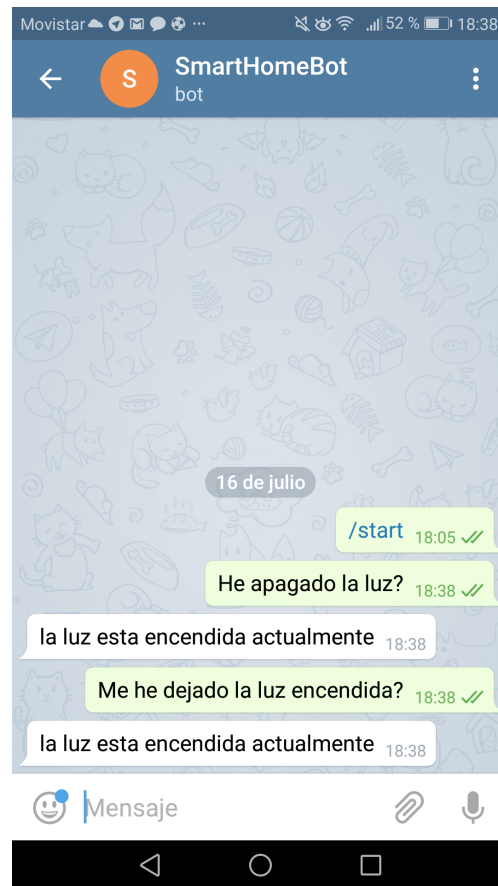 Movistar ... 52 % 18:38
S SmartHomeBot
bot
16 de julio
/start 18:05
He apagado la luz? 18:38
la luz esta encendida actualmente 18:38
Me he dejado la luz encendida? 18:38
la luz esta encendida actualmente 18:38
Mensaje